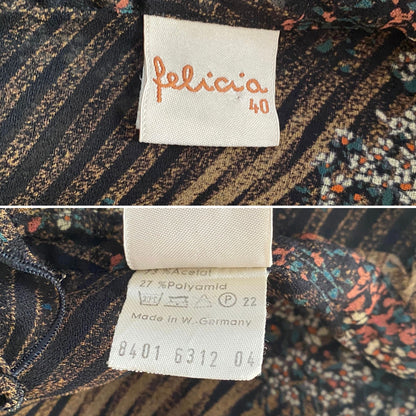 felicia
40
% Acetat
27 % Polyamid
P 22
Made in W.-Germany
8401 6312 04